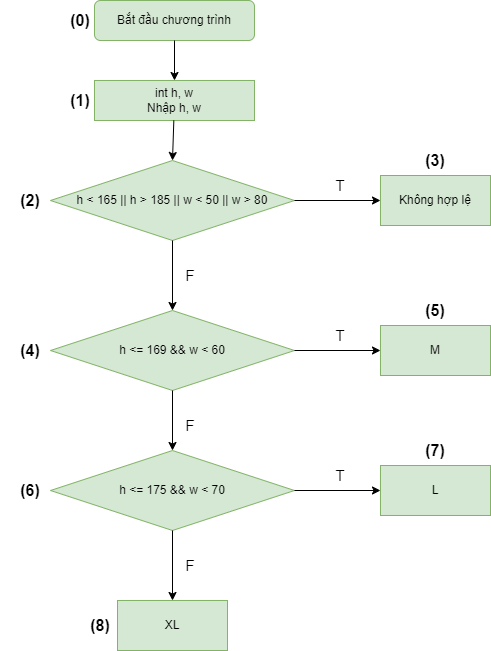 (0)
Bắt đầu chương trình
(1)
int h, w
Nhập h, w
(2)
h < 165 || h > 185 || w < 50 || w > 80
T
(3)
Không hợp lệ
F
(4)
h <= 169 && w < 60
T
(5)
M
F
(6)
h <= 175 && w < 70
T
(7)
L
F
(8)
XL